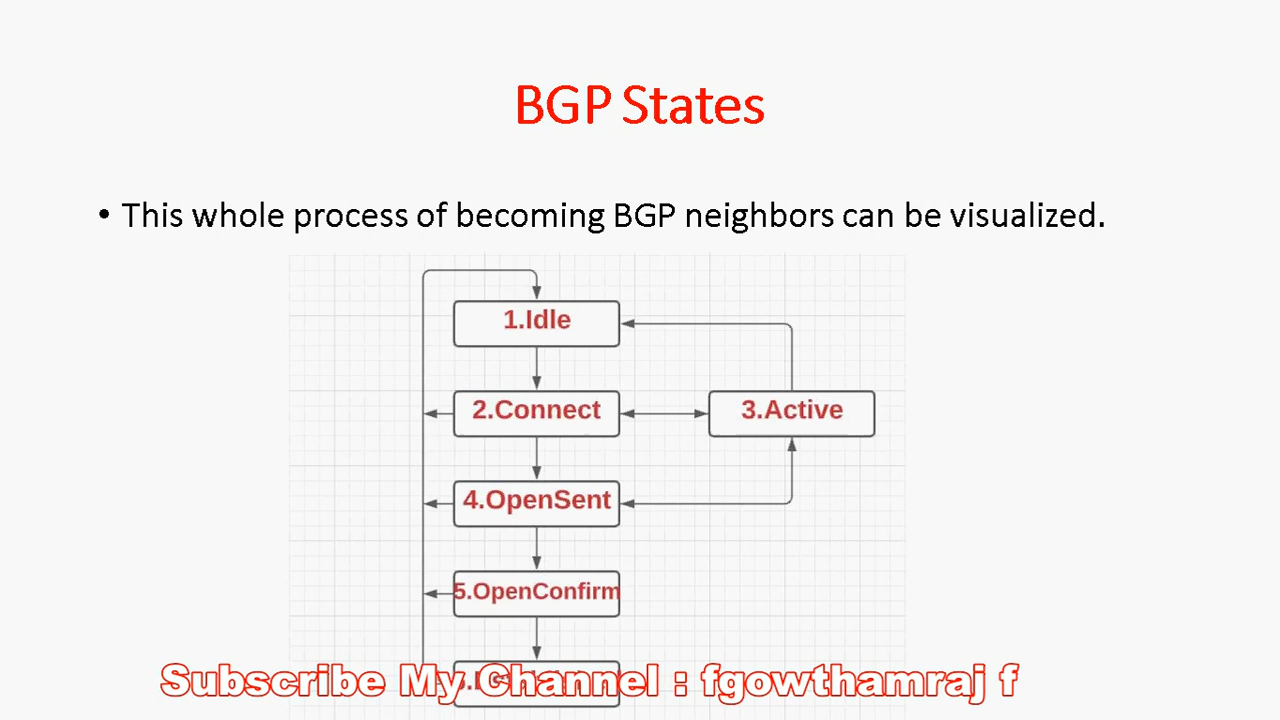 BGP States
• This whole process of becoming BGP neighbors can be visualized.
1.Idle
2.Connect
3.Active
4.OpenSent
5.OpenConfirm
Subscribe My Channel : fgowthamraj f